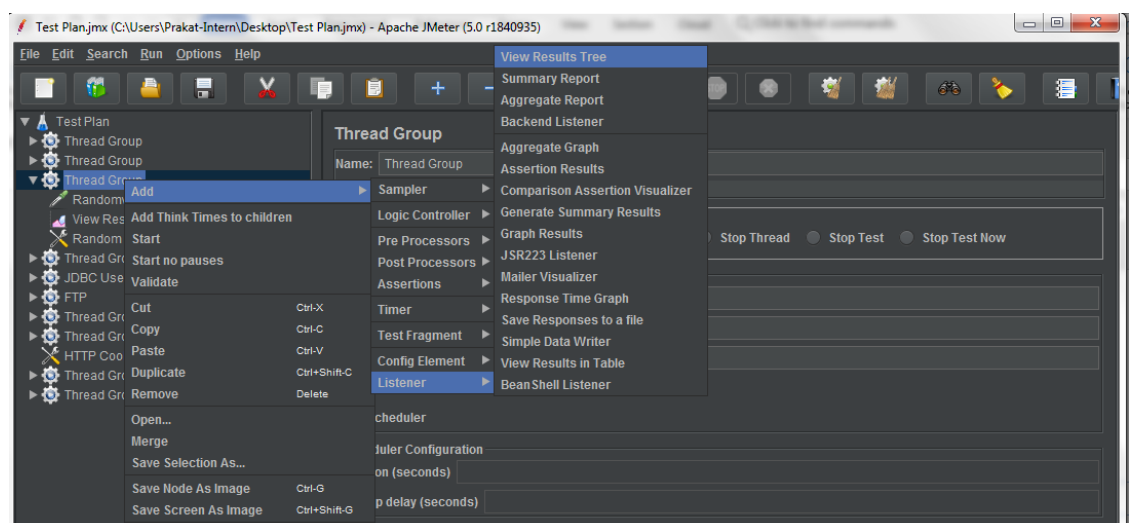 Test Plan.jmx (C:\Users\Prakat-Intern\Desktop\Test Plan.jmx) - Apache JMeter (5.0 r1840935)
File Edit Search Run Options Help
Test Plan
Thread Group
Thread Group
Thread Group
View Res
Random
Thread Gro
JDBC Use
FTP
Thread Gro
Thread Gro
HTTP Coo
Thread Gro
Thread Gro
Add
Add Think Times to children
Start
Start no pauses
Validate
Cut Ctrl-X
Copy Ctrl-C
Paste Ctrl-V
Duplicate Ctrl+Shift-C
Remove Delete
Open...
Merge
Save Selection As...
Save Node As Image Ctrl-G
Save Screen As Image Ctrl+Shift-G
Sampler
Logic Controller
Pre Processors
Post Processors
Assertions
Timer
Test Fragment
Config Element
Listener
View Results Tree
Summary Report
Aggregate Report
Backend Listener
Aggregate Graph
Assertion Results
Comparison Assertion Visualizer
Generate Summary Results
Graph Results
JSR223 Listener
Mailer Visualizer
Response Time Graph
Save Responses to a file
Simple Data Writer
View Results in Table
BeanShell Listener
Thread Group
Name: Thread Group
Stop Thread Stop Test Stop Test Now
cheduler
duler Configuration
on (seconds)
p delay (seconds)